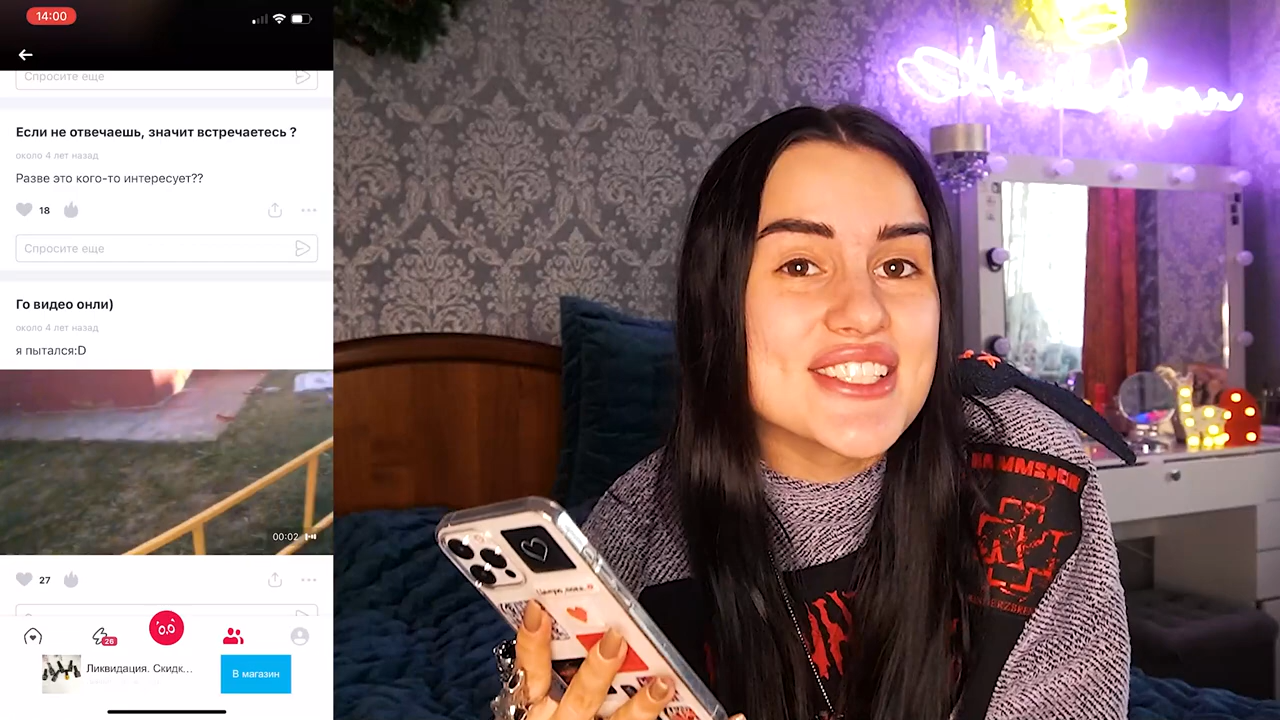 14:00
Спросите еще
Если не отвечаешь, значит встречаетесь ?
около 4 лет назад
Разве это кого-то интересует??
18
Спросите еще
Го видео онли)
около 4 лет назад
я пытался:D
00:02
27
26
Ликвидация. Скидк...
В магазин
RAMMSTEIN